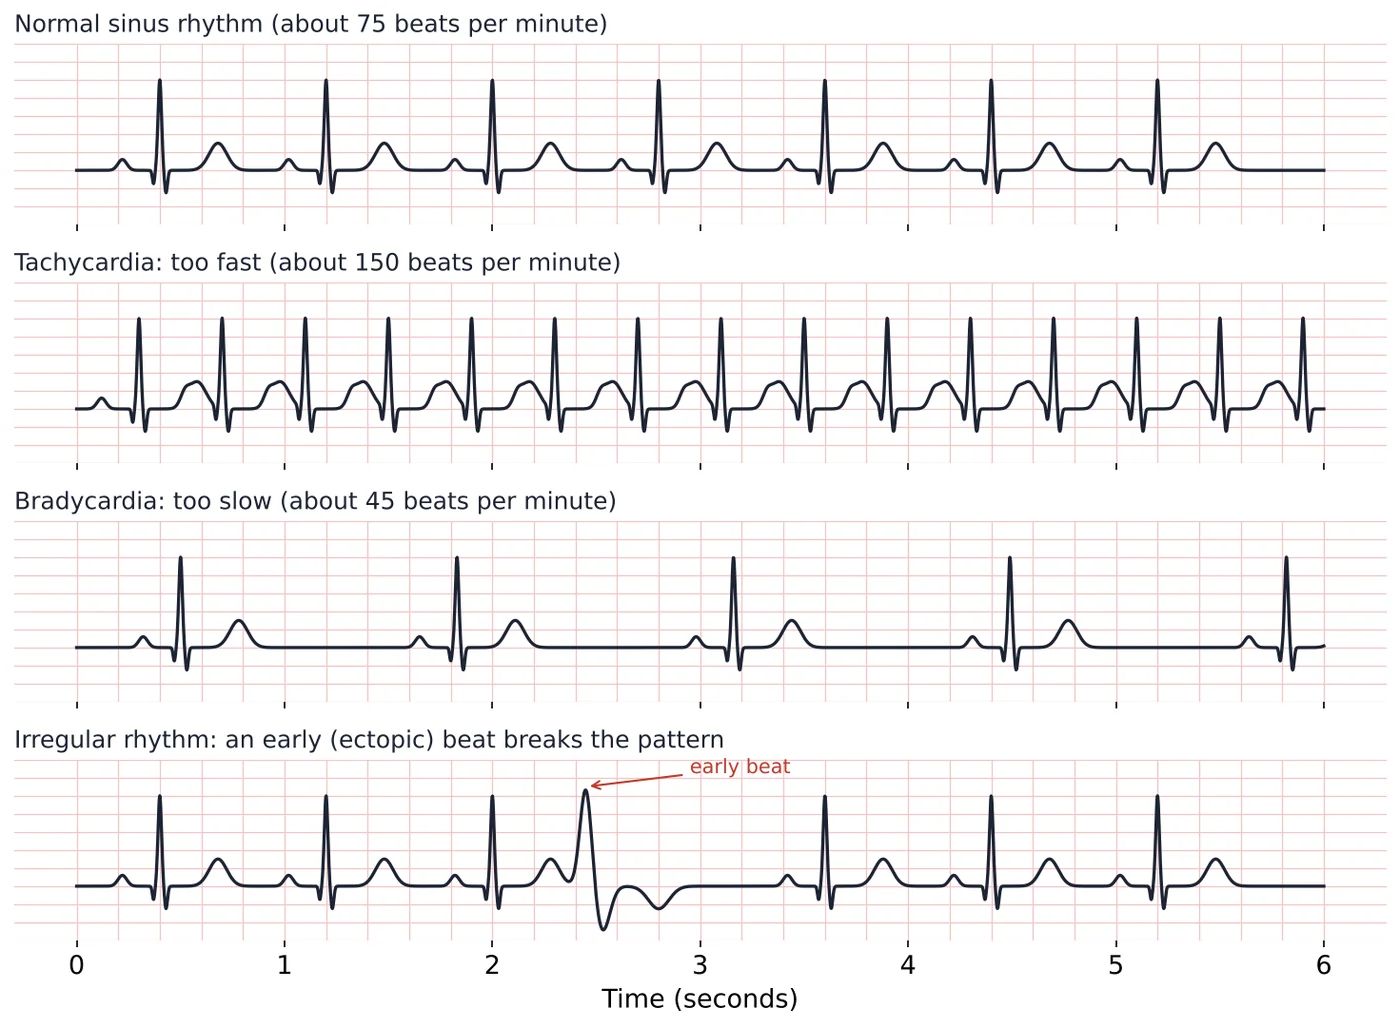 Normal sinus rhythm (about 75 beats per minute)
Tachycardia: too fast (about 150 beats per minute)
Bradycardia: too slow (about 45 beats per minute)
Irregular rhythm: an early (ectopic) beat breaks the pattern
early beat
0 1 2 3 4 5 6
Time (seconds)